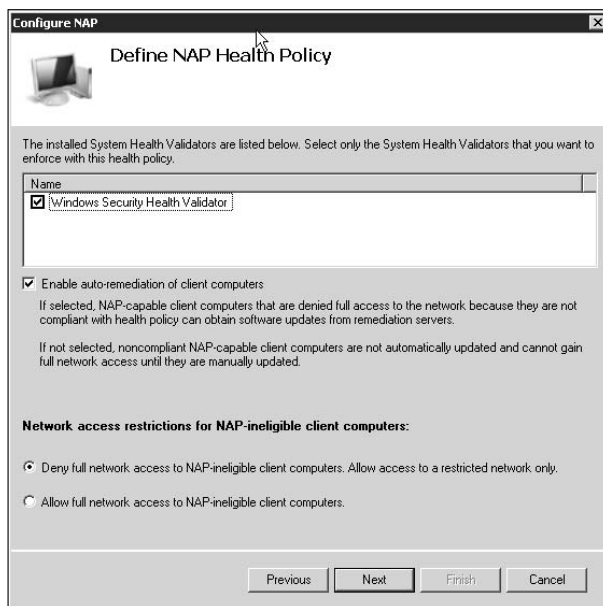 Configure NAP
Define NAP Health Policy
The installed System Health Validators are listed below. Select only the System Health Validators that you want to
enforce with this health policy.
Name
Windows Security Health Validator
Enable auto-remediation of client computers
If selected, NAP-capable client computers that are denied full access to the network because they are not
compliant with health policy can obtain software updates from remediation servers.
If not selected, noncompliant NAP-capable client computers are not automatically updated and cannot gain
full network access until they are manually updated.
Network access restrictions for NAP-ineligible client computers:
Deny full network access to NAP-ineligible client computers. Allow access to a restricted network only.
Allow full network access to NAP-ineligible client computers.
Previous Next Finish Cancel